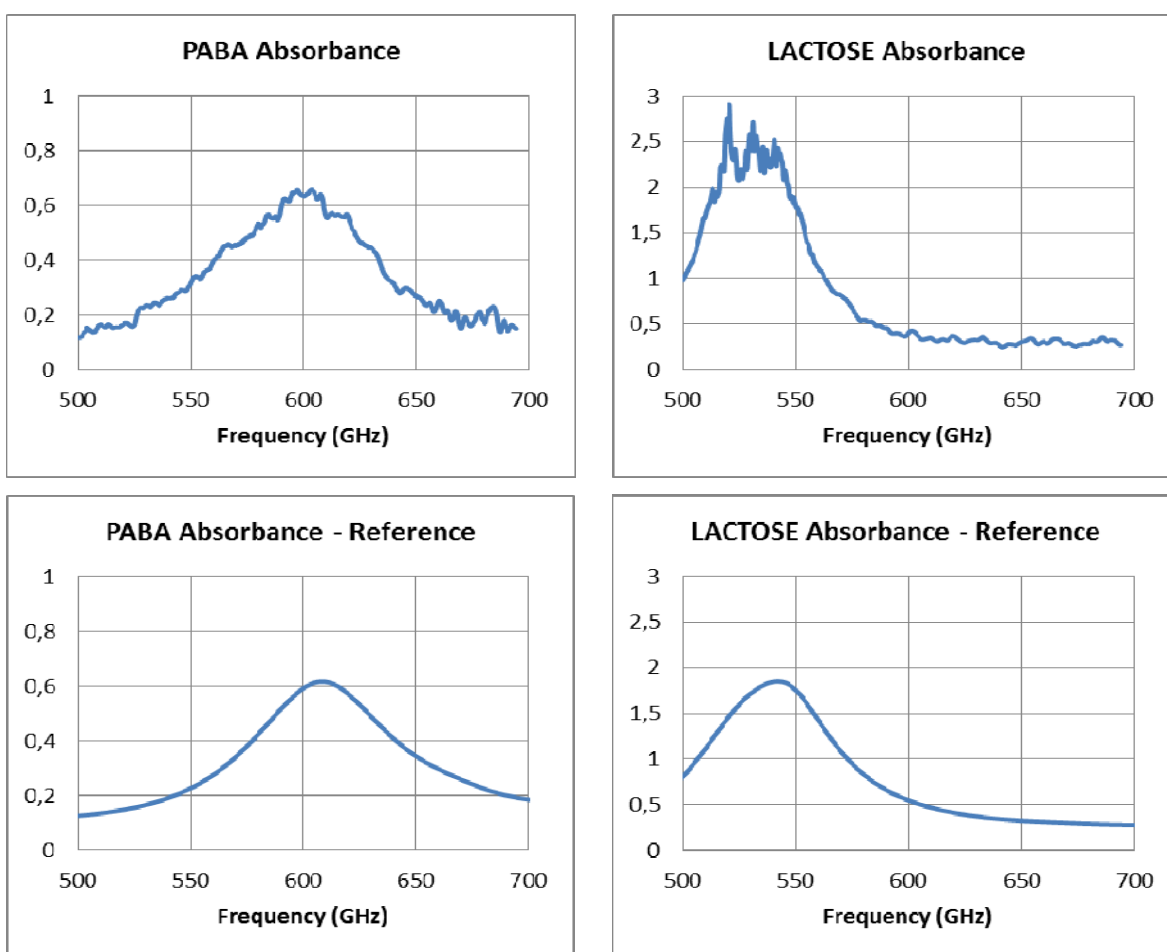 PABA Absorbance
1
0,8
0,6
0,4
0,2
0
500 550 600 650 700
Frequency (GHz)
LACTOSE Absorbance
3
2,5
2
1,5
1
0,5
0
500 550 600 650 700
Frequency (GHz)
PABA Absorbance - Reference
1
0,8
0,6
0,4
0,2
0
500 550 600 650 700
Frequency (GHz)
LACTOSE Absorbance - Reference
3
2,5
2
1,5
1
0,5
0
500 550 600 650 700
Frequency (GHz)